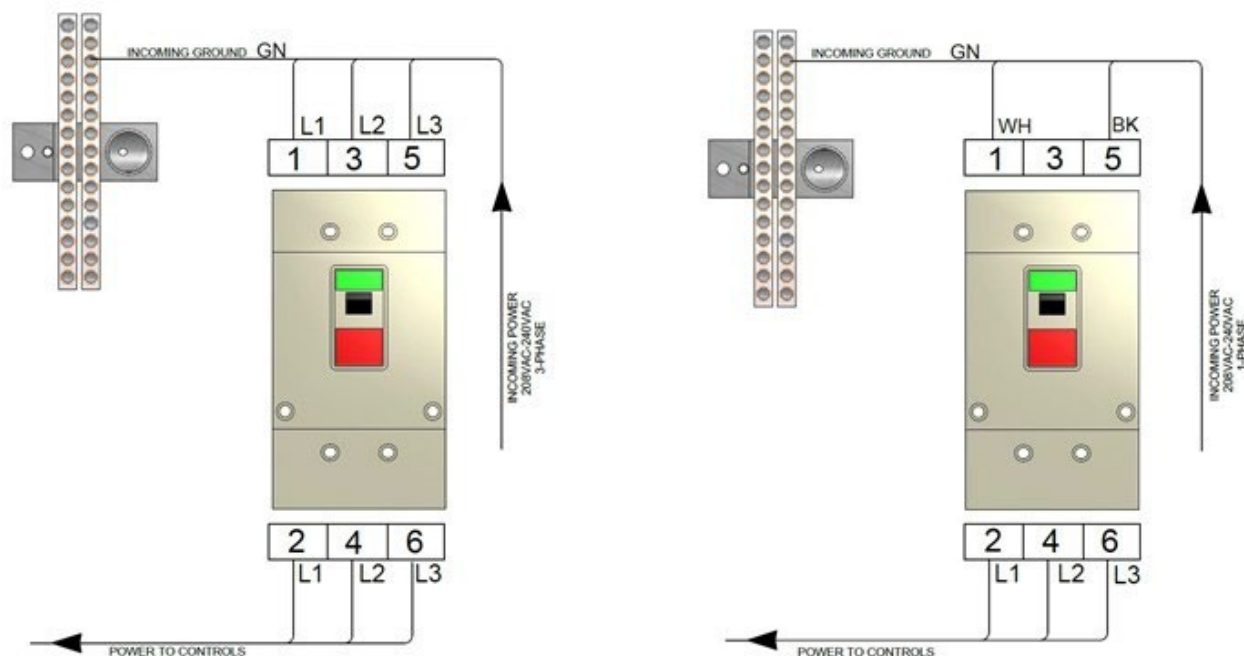 INCOMING GROUND GN
L1 L2 L3
1 3 5
INCOMING POWER
208VAC-240VAC
3-PHASE
2 4 6
L1 L2 L3
POWER TO CONTROLS
INCOMING GROUND GN
WH BK
1 3 5
INCOMING POWER
208VAC-240VAC
1-PHASE
2 4 6
L1 L2 L3
POWER TO CONTROLS